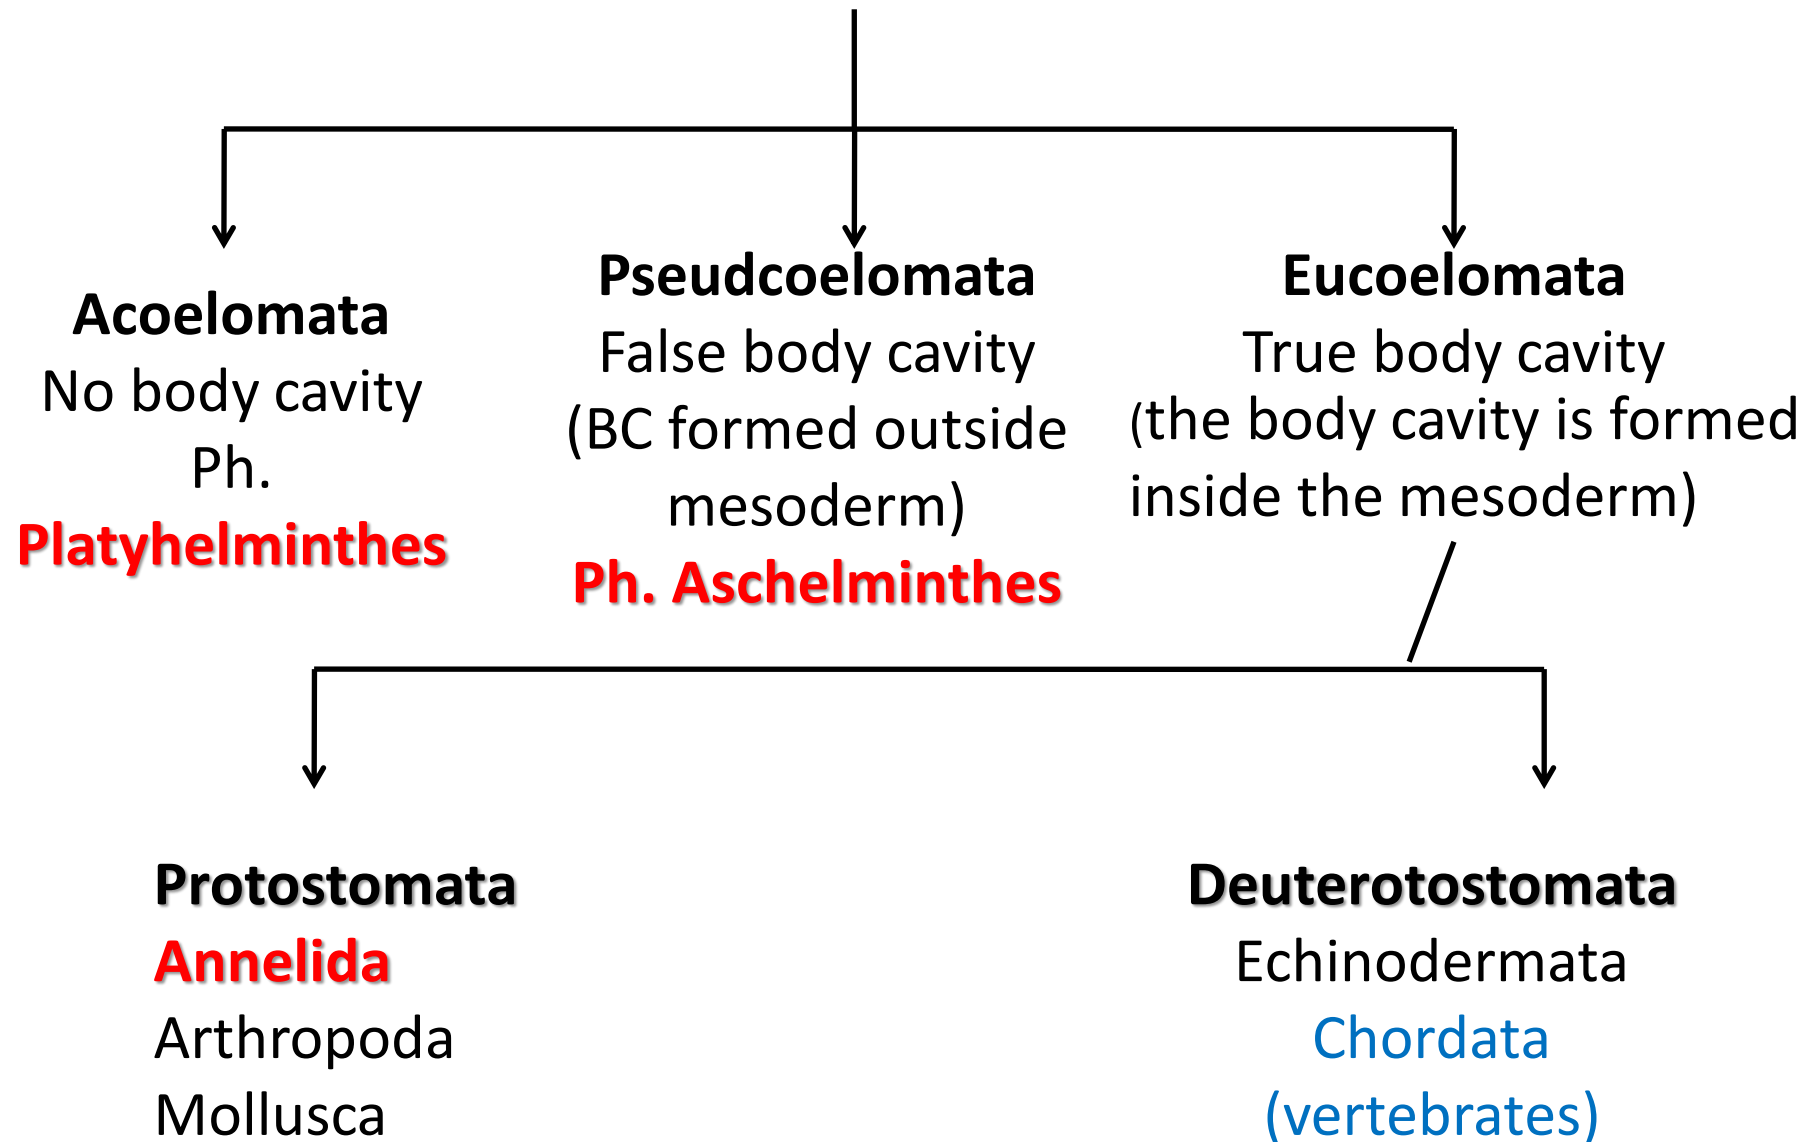 Acoelomata
No body cavity
Ph.
Platyhelminthes
Pseudcoelomata
False body cavity
(BC formed outside
mesoderm)
Ph. Aschelminthes
Eucoelomata
True body cavity
(the body cavity is formed
inside the mesoderm)
Protostomata
Annelida
Arthropoda
Mollusca
Deuterotostomata
Echinodermata
Chordata
(vertebrates)